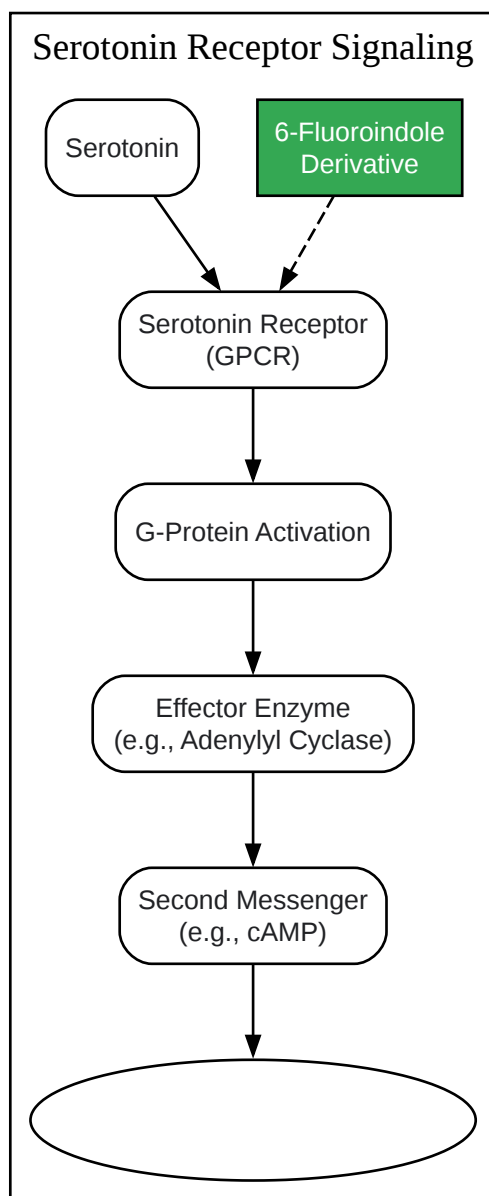 Serotonin Receptor Signaling
Serotonin
6-Fluoroindole
Derivative
Serotonin Receptor
(GPCR)
G-Protein Activation
Effector Enzyme
(e.g., Adenylyl Cyclase)
Second Messenger
(e.g., cAMP)